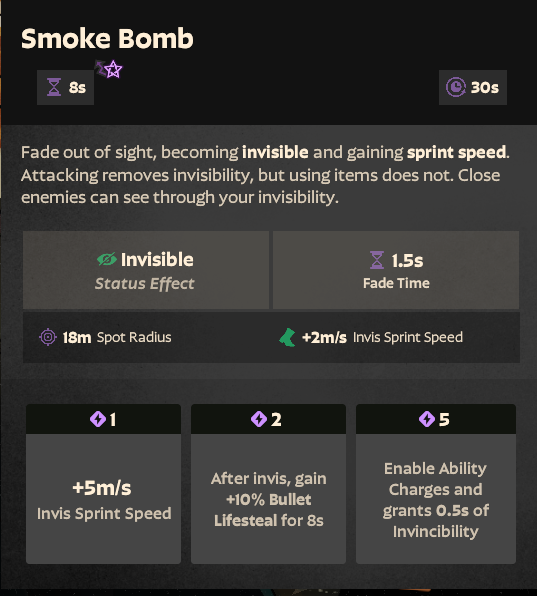 Smoke Bomb
8s
30s
Fade out of sight, becoming invisible and gaining sprint speed.
Attacking removes invisibility, but using items does not. Close
enemies can see through your invisibility.
Invisible
Status Effect
1.5s
Fade Time
18m Spot Radius
+2m/s Invis Sprint Speed
1
+5m/s
Invis Sprint Speed
2
After invis, gain
+10% Bullet
Lifesteal for 8s
5
Enable Ability
Charges and
grants 0.5s of
Invincibility